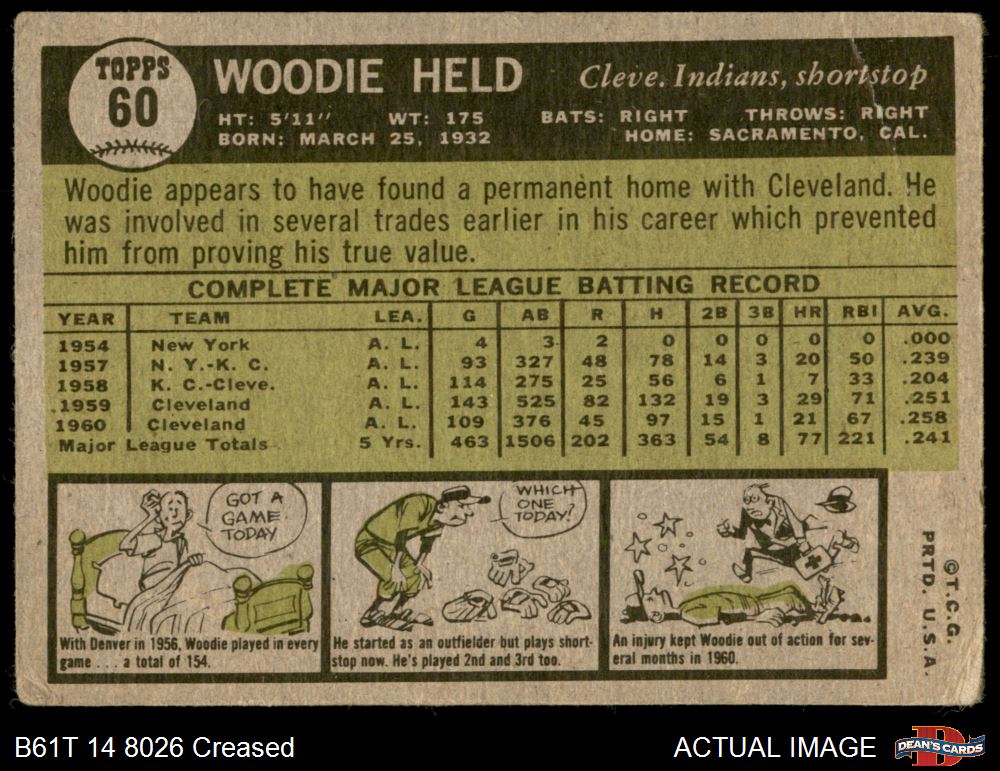 TOPPS
60
WOODIE HELD
Cleve. Indians, shortstop
HT: 5'11" WT: 175 BATS: RIGHT THROWS: RIGHT
BORN: MARCH 25, 1932 HOME: SACRAMENTO, CAL.
Woodie appears to have found a permanent home with Cleveland. He
was involved in several trades earlier in his career which prevented
him from proving his true value.
COMPLETE MAJOR LEAGUE BATTING RECORD
YEAR TEAM LEA. G AB R H 2B 3B HR RBI AVG.
1954 New York A. L. 4 3 2 0 0 0 0 0 .000
1957 N. Y.-K. C. A. L. 93 327 48 78 14 3 20 50 .239
1958 K. C.-Cleve. A. L. 114 275 25 56 6 1 7 33 .204
1959 Cleveland A. L. 143 525 82 132 19 3 29 71 .251
1960 Cleveland A. L. 109 376 45 97 15 1 21 67 .258
Major League Totals 5 Yrs. 463 1506 202 363 54 8 77 221 .241
GOT A
GAME
TODAY
With Denver in 1956, Woodie played in every
game . . . a total of 154.
WHICH
ONE
TODAY?
He started as an outfielder but plays short-
stop now. He's played 2nd and 3rd too.
An injury kept Woodie out of action for sev-
eral months in 1960.
©T.C.G.
PRTD. U.S.A.
B61T 14 8026 Creased
ACTUAL IMAGE
D
DEAN'S CARDS